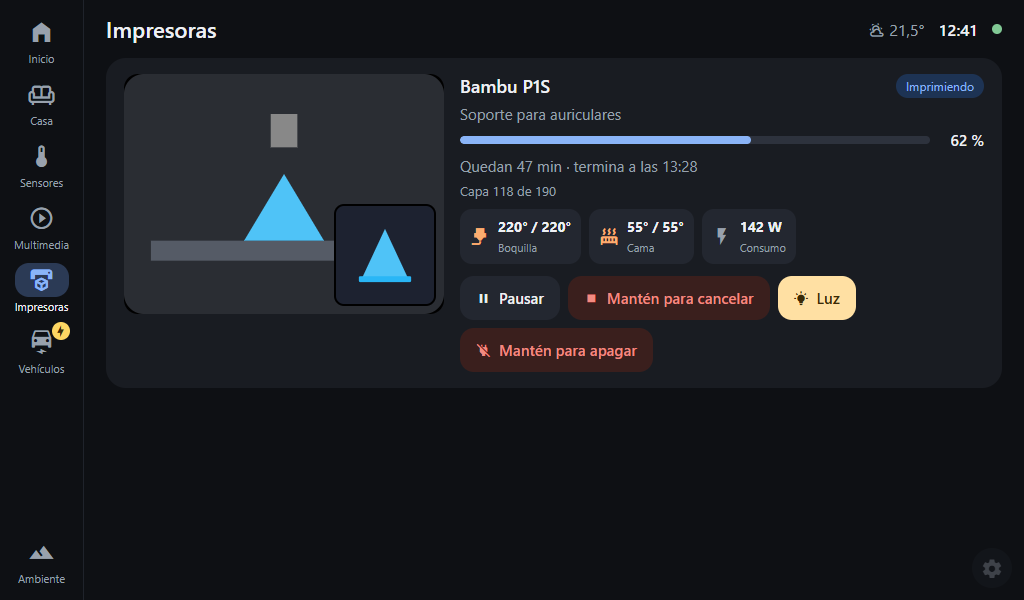 Impresoras
21,5°
12:41
Inicio
Casa
Sensores
Multimedia
Impresoras
Vehículos
Ambiente
Bambu P1S
Imprimiendo
Soporte para auriculares
62 %
Quedan 47 min · termina a las 13:28
Capa 118 de 190
220° / 220°
Boquilla
55° / 55°
Cama
142 W
Consumo
Pausar
Mantén para cancelar
Luz
Mantén para apagar